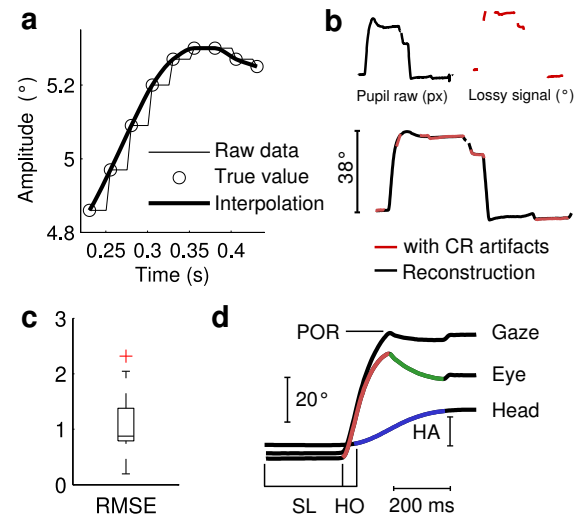 a
Amplitude (°)
5.2
5
4.8
0.25 0.3 0.35 0.4
Time (s)
Raw data
True value
Interpolation
b
Pupil raw (px)
Lossy signal (°)
38°
with CR artifacts
Reconstruction
c
3
2
1
0
RMSE
d
POR
Gaze
20°
Eye
Head
HA
SL HO
200 ms